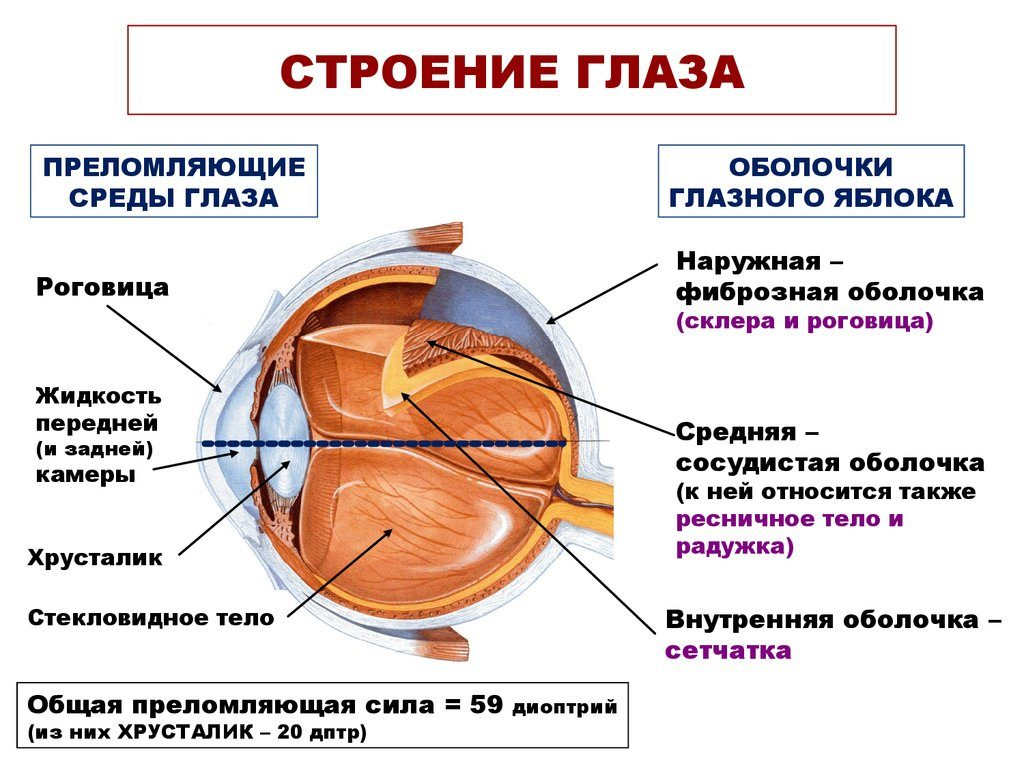 СТРОЕНИЕ ГЛАЗА
ПРЕЛОМЛЯЮЩИЕ
СРЕДЫ ГЛАЗА
Роговица
Жидкость
передней
(и задней)
камеры
Хрусталик
Стекловидное тело
ОБОЛОЧКИ
ГЛАЗНОГО ЯБЛОКА
Наружная –
фиброзная оболочка
(склера и роговица)
Средняя –
сосудистая оболочка
(к ней относится также
ресничное тело и
радужка)
Внутренняя оболочка –
сетчатка
Общая преломляющая сила = 59 диоптрий
(из них ХРУСТАЛИК – 20 дптр)